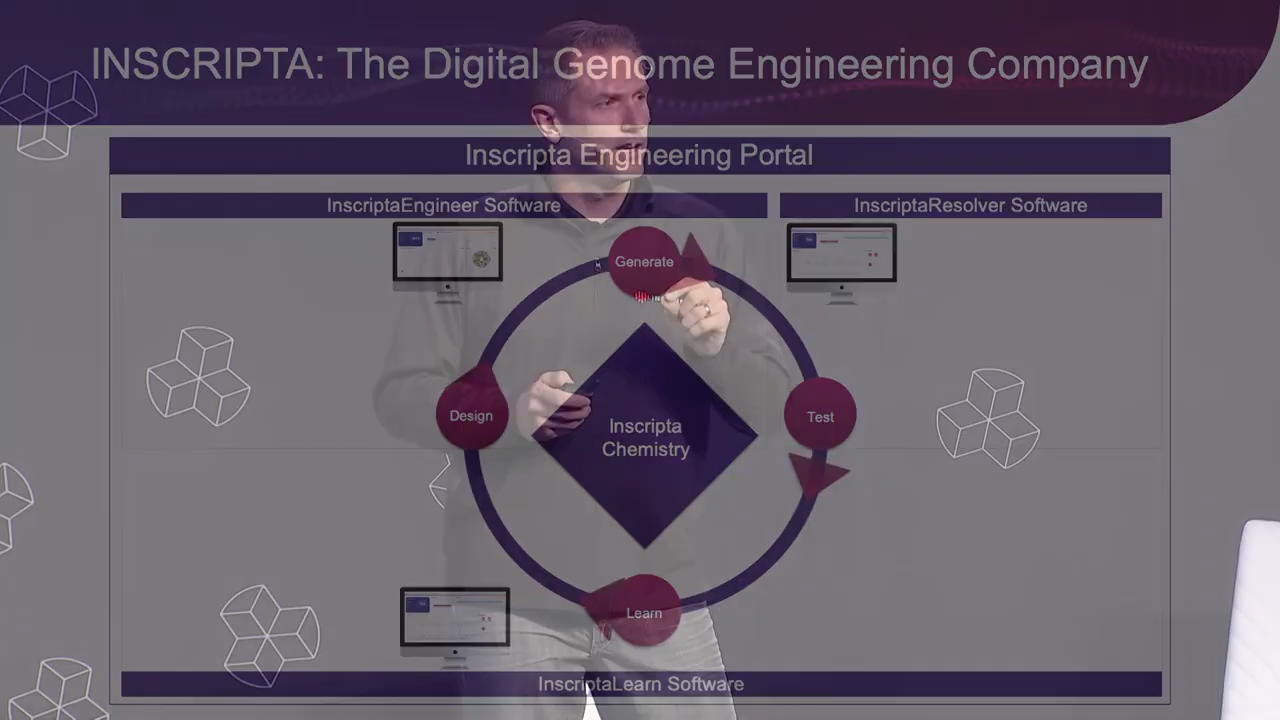 INSCRIPTA: The Digital Genome Engineering Company
Inscripta Engineering Portal
InscriptaEngineer Software
InscriptaResolver Software
Generate
Design
Inscripta
Chemistry
Test
Learn
InscriptaLearn Software